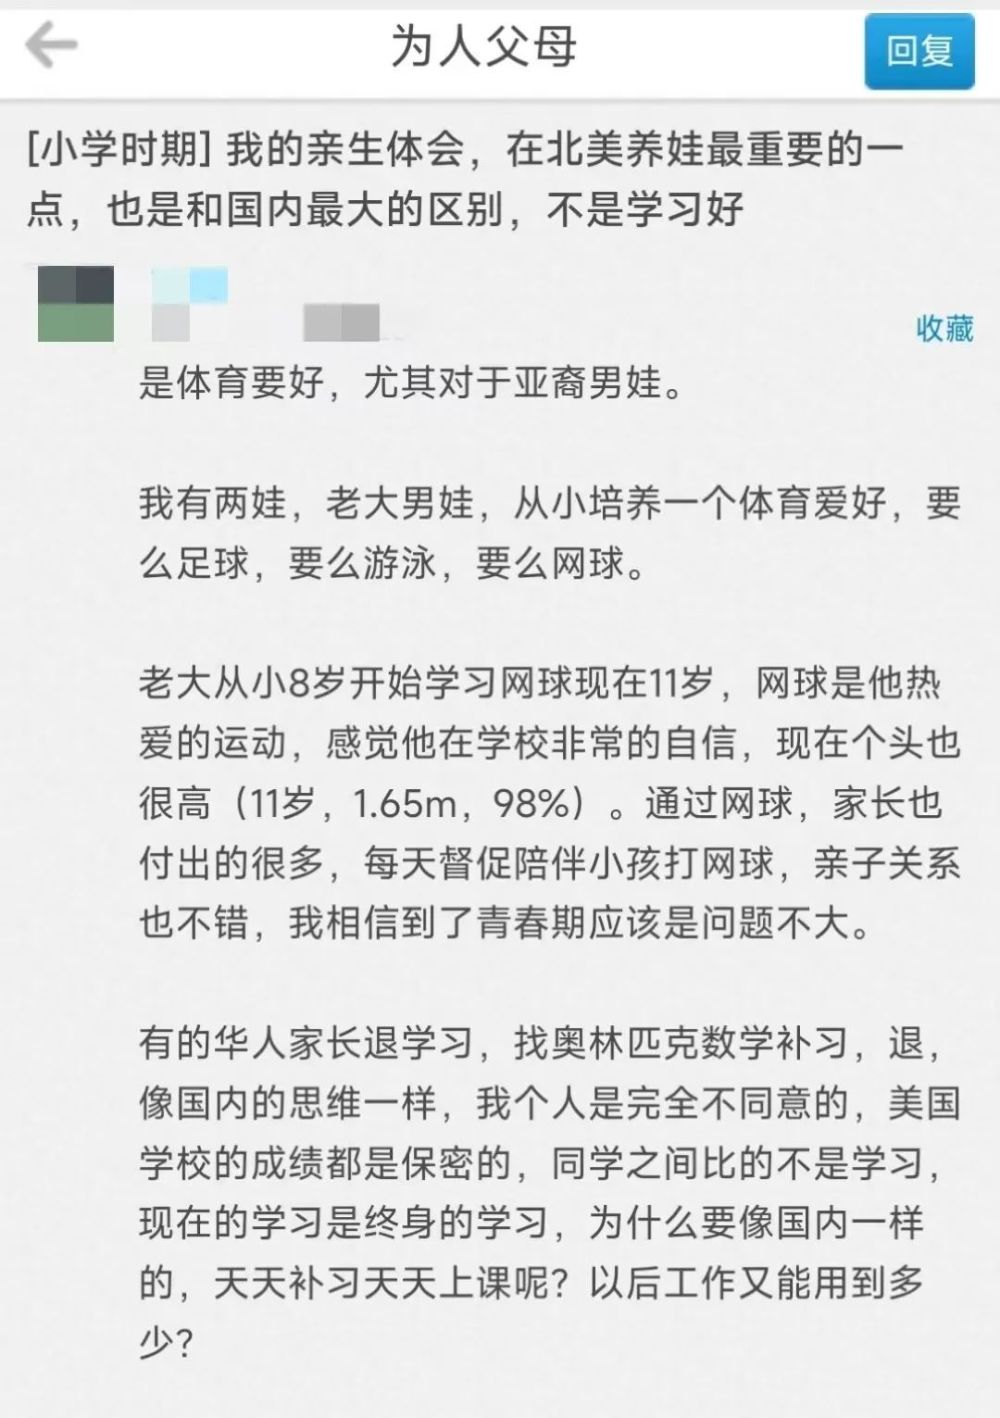 为人父母
回复
[小学时期] 我的亲生体会，在北美养娃最重要的一
点，也是和国内最大的区别，不是学习好
收藏
是体育要好，尤其对于亚裔男娃。
我有两娃，老大男娃，从小培养一个体育爱好，要
么足球，要么游泳，要么网球。
老大从小8岁开始学习网球现在11岁，网球是他热
爱的运动，感觉他在学校非常的自信，现在个头也
很高（11岁，1.65m，98%）。通过网球，家长也
付出的很多，每天督促陪伴小孩打网球，亲子关系
也不错，我相信到了青春期应该是问题不大。
有的华人家长退学习，找奥林匹克数学补习，退，
像国内的思维一样，我个人是完全不同意的，美国
学校的成绩都是保密的，同学之间比的不是学习，
现在的学习是终身的学习，为什么要像国内一样
的，天天补习天天上课呢？以后工作又能用到多
少？